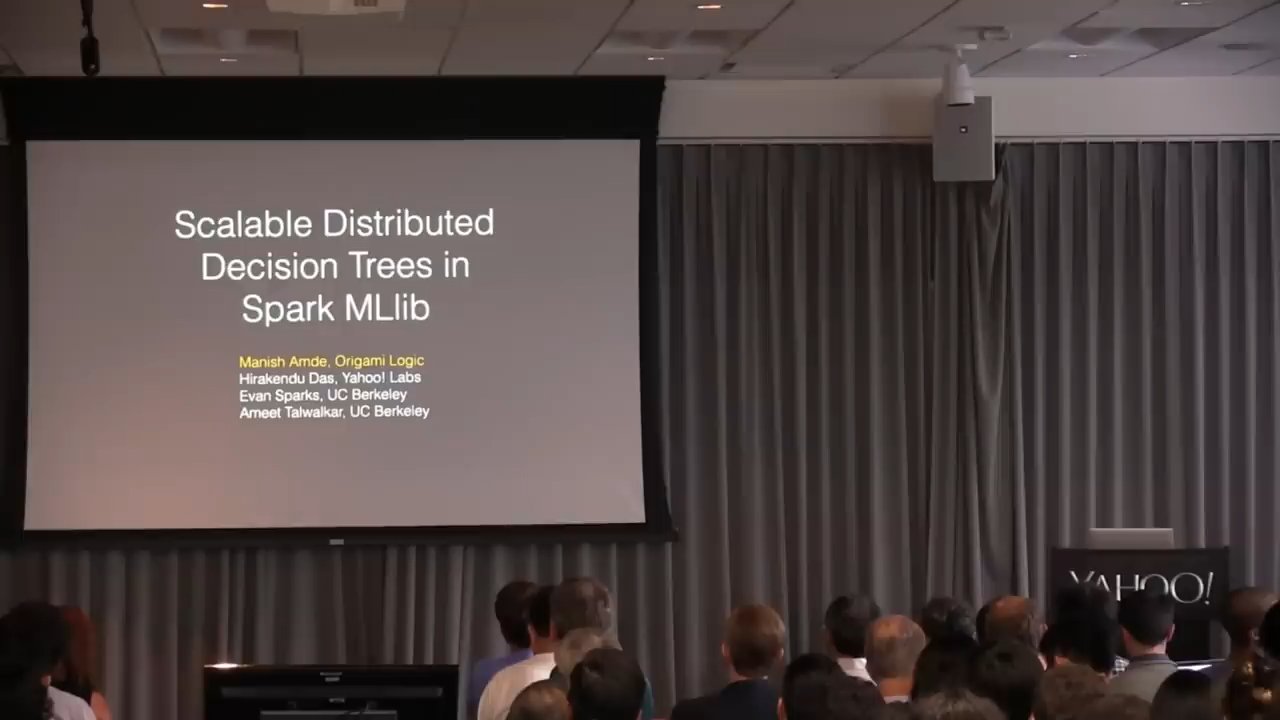 Scalable Distributed
Decision Trees in
Spark MLlib
Manish Amde, Origami Logic
Hirakendu Das, Yahoo! Labs
Evan Sparks, UC Berkeley
Ameet Talwalkar, UC Berkeley
YAHOO!